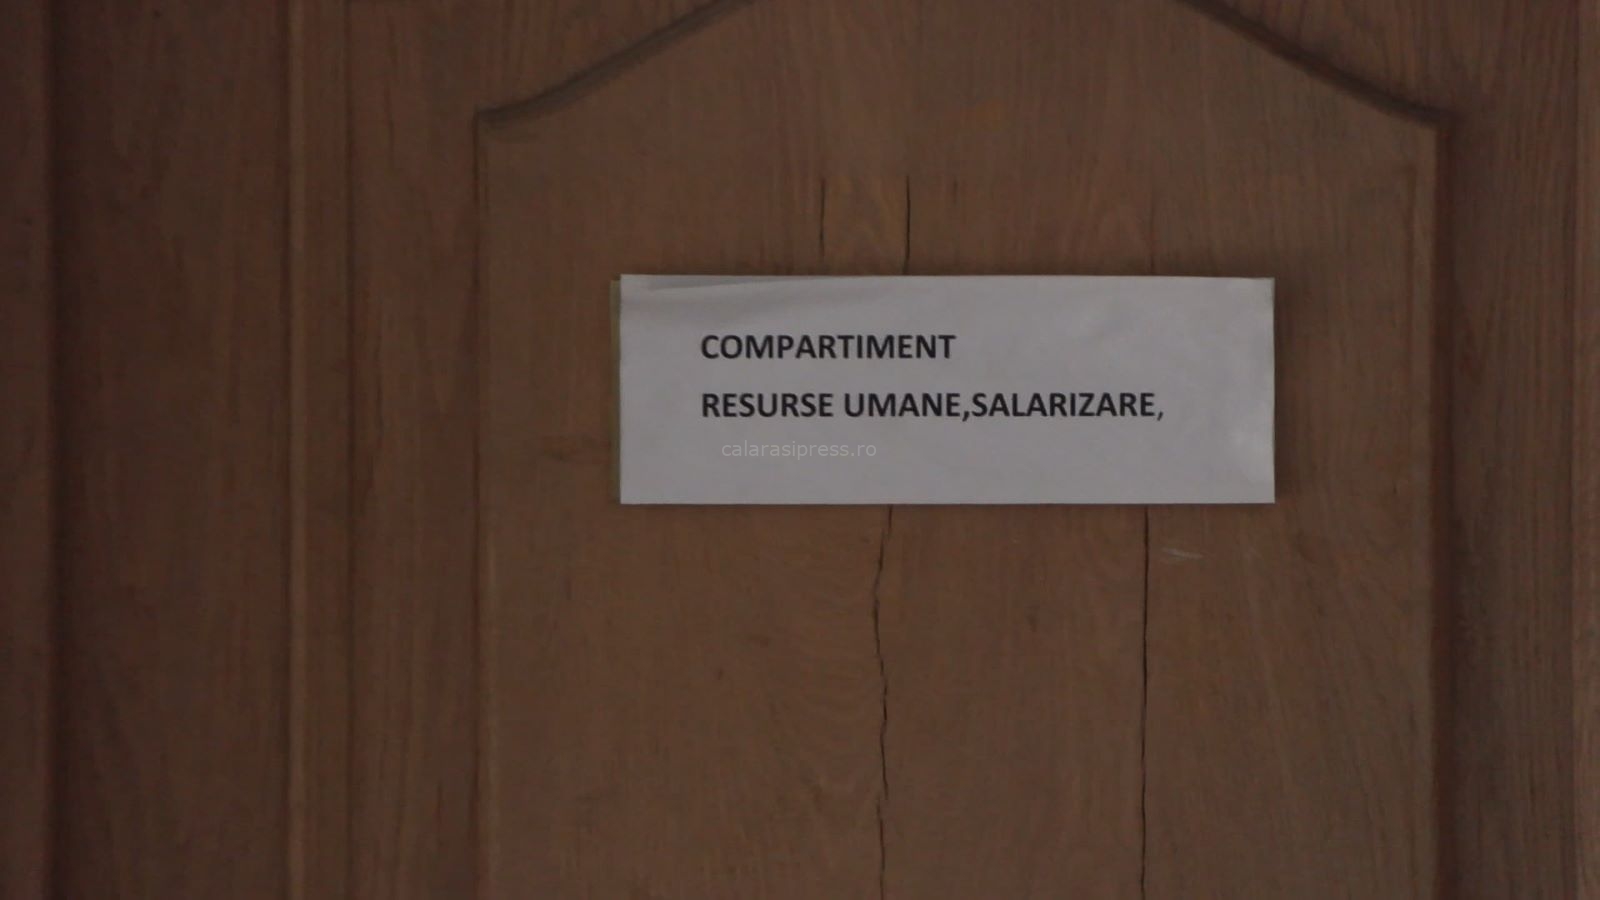 COMPARTIMENT
RESURSE UMANE,SALARIZARE,
calarasipress.ro